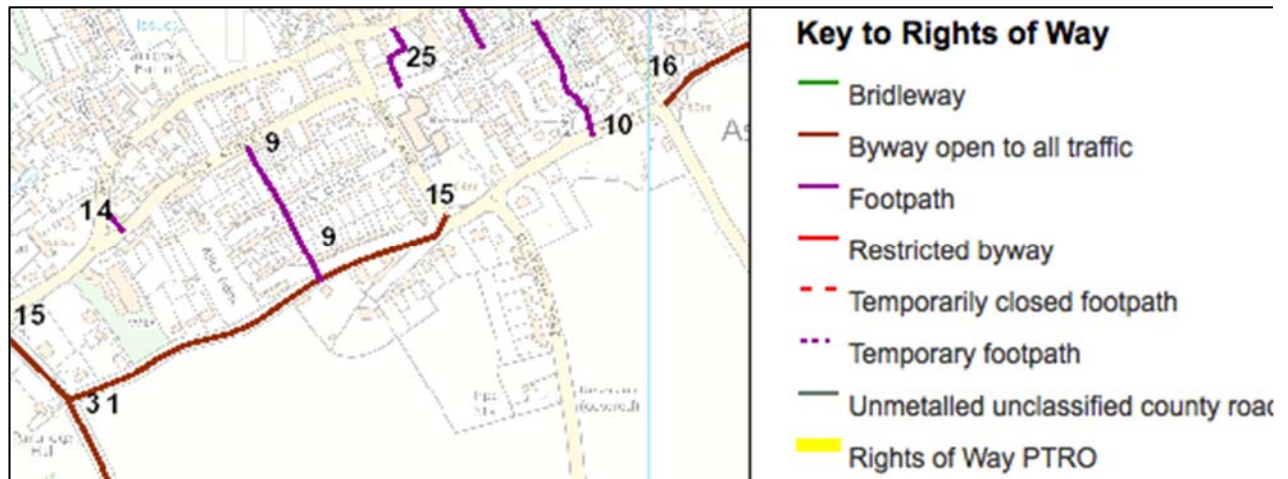 25
16
9
10
14
15
9
15
3 1
As
Key to Rights of Way
Bridleway
Byway open to all traffic
Footpath
Restricted byway
Temporarily closed footpath
Temporary footpath
Unmetalled unclassified county road
Rights of Way PTRO